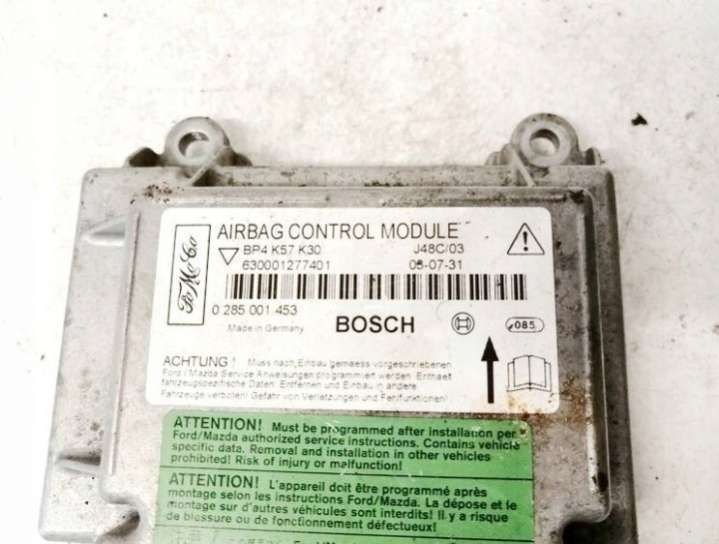 FoMoCo
AIRBAG CONTROL MODULE
BP4 K57 K30 J48C/03
630001277401 05-07-31
0 285 001 453
Made in Germany BOSCH 085
ACHTUNG ! Muss nach Einbau gemaess vorgeschriebenen
Ford / Mazda Service Anweisungen programmiert werden. Enthaelt
fahrzeugspezifische Daten. Entfernen und Einbau in andere
Fahrzeuge verboten! Gefahr von Verletzungen und Fehlfunktionen!
ATTENTION! Must be programmed after installation per
Ford/Mazda authorized service instructions. Contains vehicle
specific data. Removal and installation in other vehicles
prohibited! Risk of injury or malfunction!
ATTENTION! L'appareil doit être programmé après
montage selon les instructions Ford/Mazda. La dépose et le
montage sur d'autres véhicules sont interdits! Il y a risque
de blessure ou de fonctionnement défectueux!